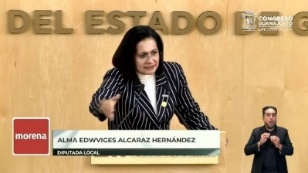 DEL ESTADO DE G
CONGRESO
GUANAJUATO
morena
ALMA EDWVIGES ALCARAZ HERNÁNDEZ
DIPUTADA LOCAL